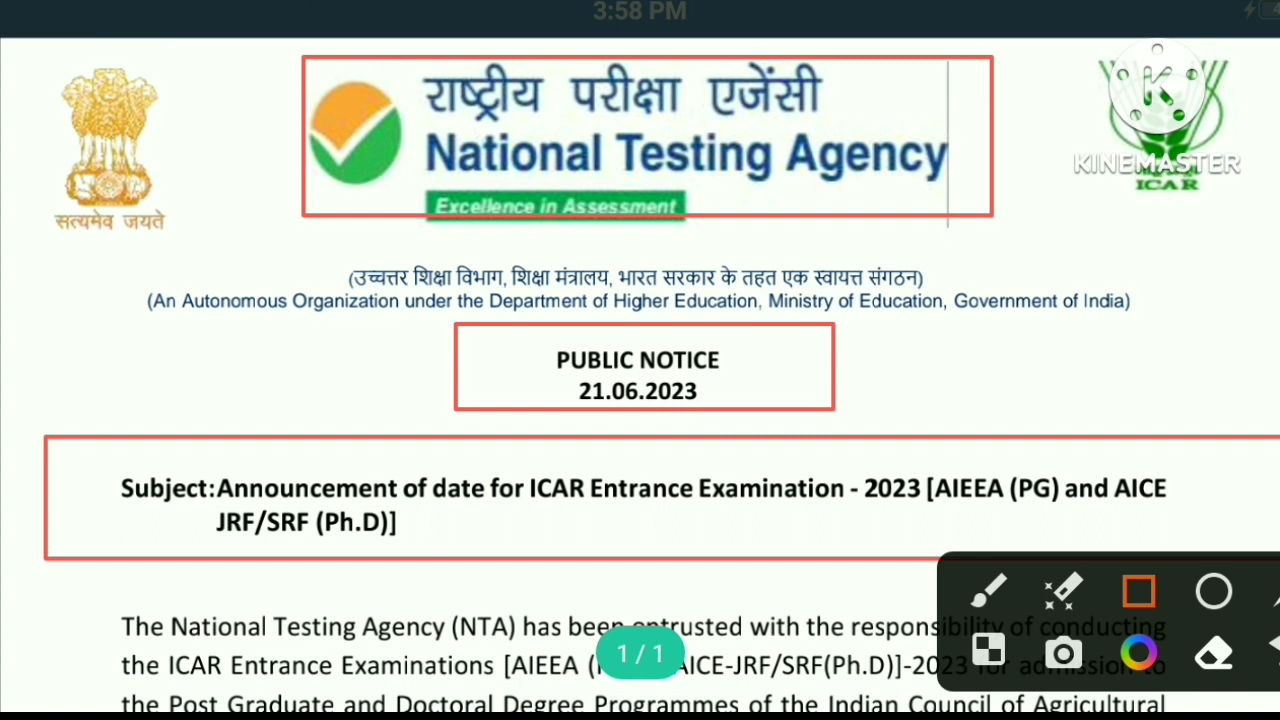 3:58 PM
राष्ट्रीय परीक्षा एजेंसी
National Testing Agency
Excellence in Assessment
सत्यमेव जयते
KINEMASTER
ICAR
(उच्चत्तर शिक्षा विभाग, शिक्षा मंत्रालय, भारत सरकार के तहत एक स्वायत्त संगठन)
(An Autonomous Organization under the Department of Higher Education, Ministry of Education, Government of India)
PUBLIC NOTICE
21.06.2023
Subject: Announcement of date for ICAR Entrance Examination - 2023 [AIEEA (PG) and AICE
JRF/SRF (Ph.D)]
The National Testing Agency (NTA) has been entrusted with the responsibility of conducting
the ICAR Entrance Examinations [AIEEA ( AICE-JRF/SRF(Ph.D)]-2023 for admission to
1 / 1
the Post Graduate and Doctoral Degree Programmes of the Indian Council of Agricultural